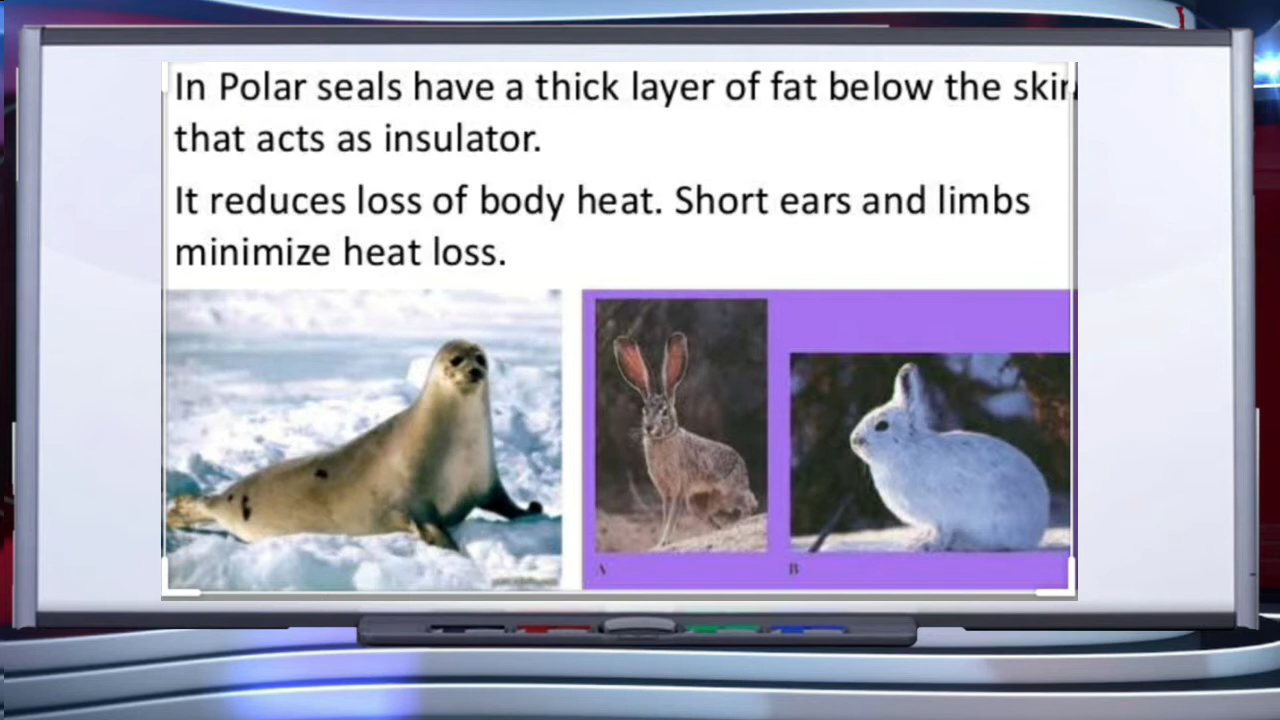 In Polar seals have a thick layer of fat below the skin
that acts as insulator.
It reduces loss of body heat. Short ears and limbs
minimize heat loss.
A
B